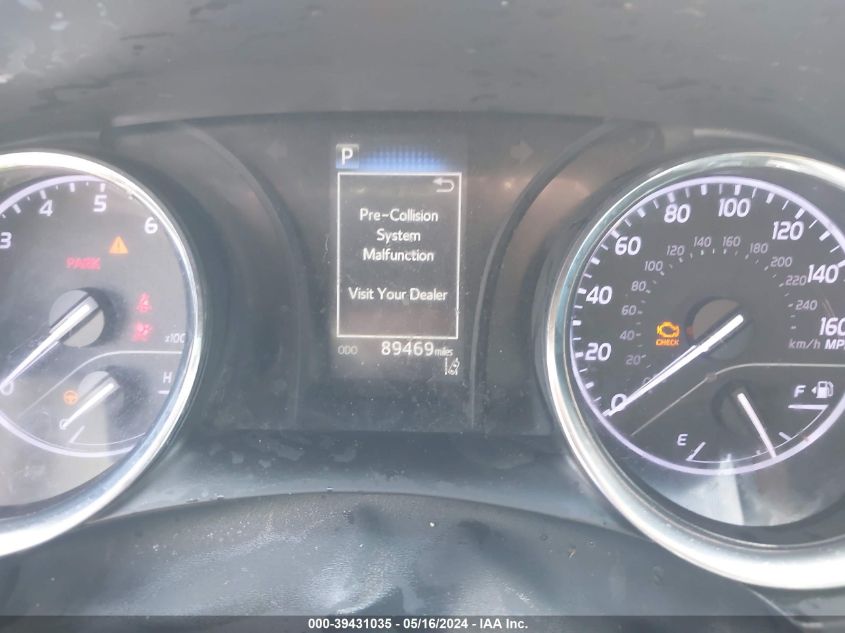 P
Pre-Collision
System
Malfunction
Visit Your Dealer
ODO 89469 miles
3 4 5 6
PARK
x100
H
0 20 40 60 80 100 120 140 160
20 40 60 80 100 120 140 160 180 200 220 240
km/h MPH
CHECK
E F
000-39431035 - 05/16/2024 - IAA Inc.